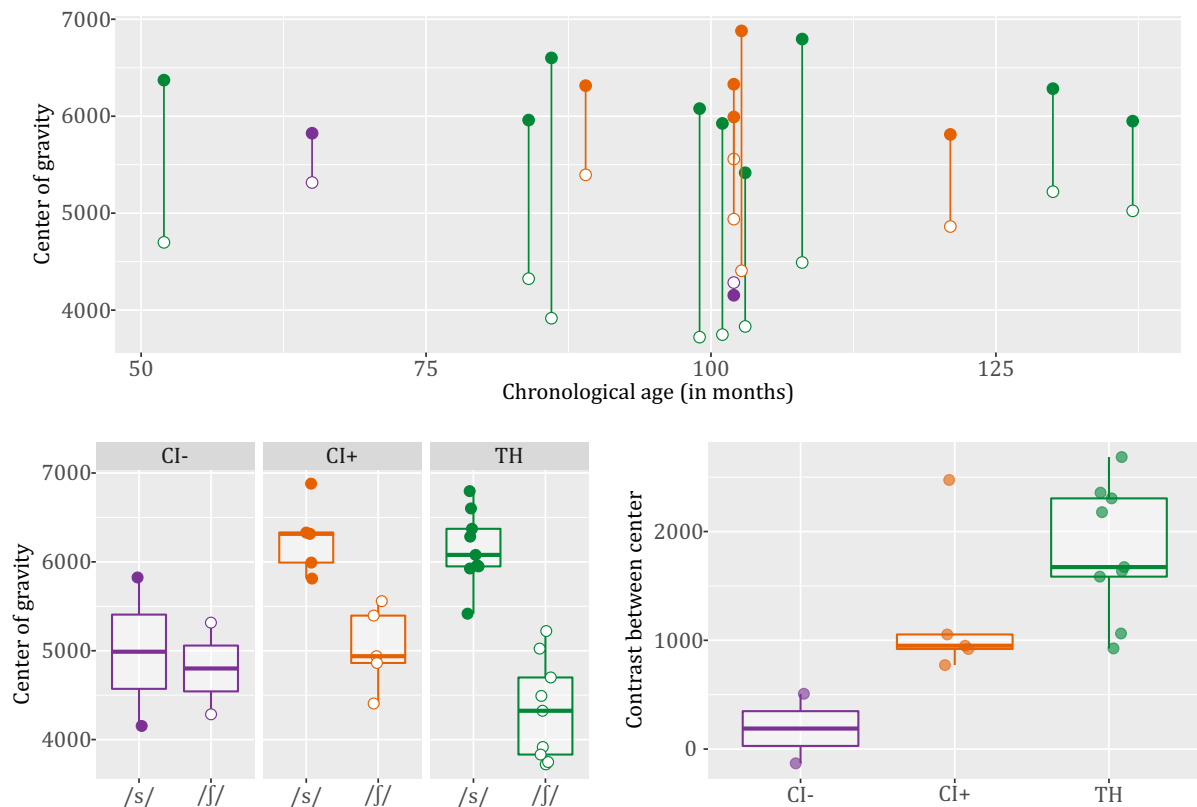 7000
6000
5000
4000
Center of gravity
50 75 100 125
Chronological age (in months)
CI- CI+ TH
7000
6000
5000
4000
Center of gravity
/s/ /ʃ/ /s/ /ʃ/ /s/ /ʃ/
2000
1000
0
Contrast between center
CI- CI+ TH